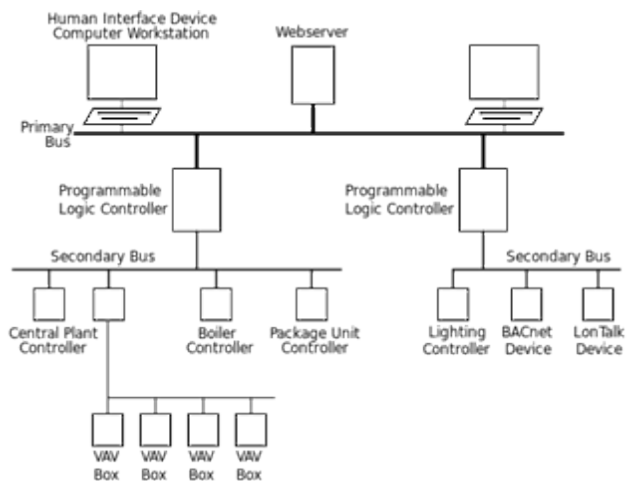 Human Interface Device
Computer Workstation
Webserver
Primary
Bus
Programmable
Logic Controller
Programmable
Logic Controller
Secondary Bus
Secondary Bus
Central Plant
Controller
Boiler
Controller
Package Unit
Controller
Lighting
Controller
BACnet
Device
LonTalk
Device
VAV
Box
VAV
Box
VAV
Box
VAV
Box